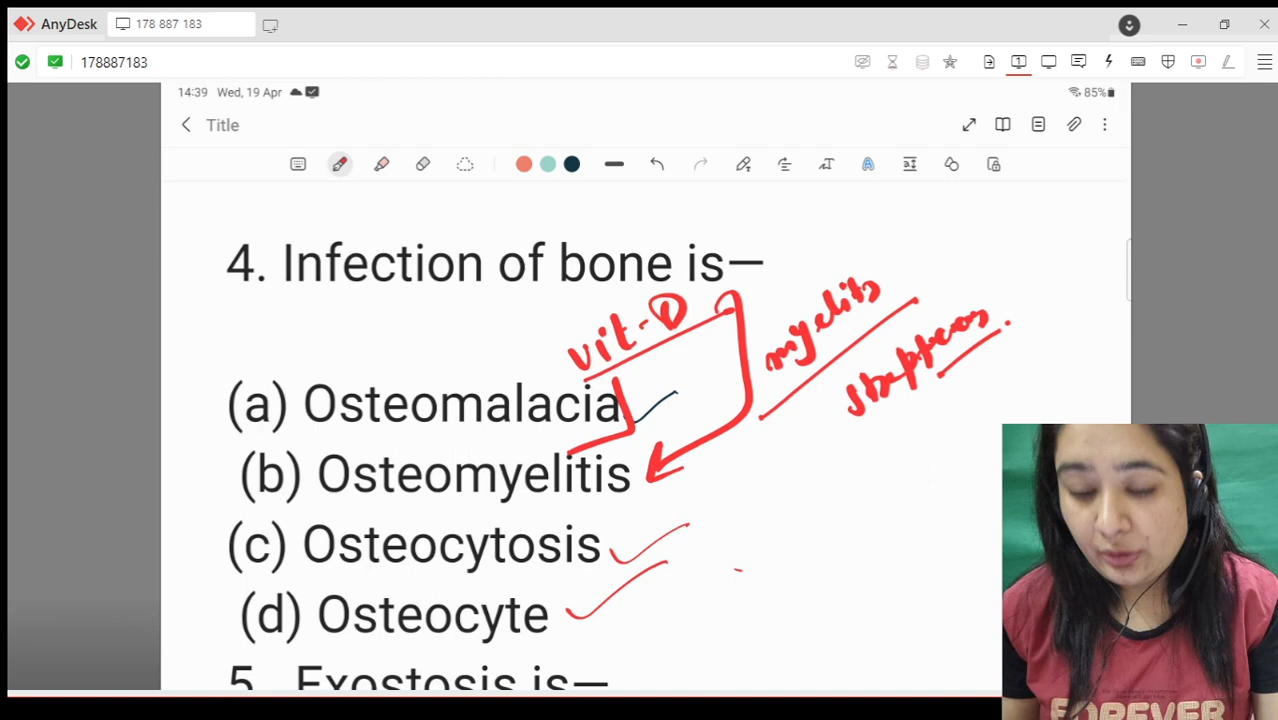 AnyDesk
178 887 183
178887183
14:39 Wed, 19 Apr
85%
Title
4. Infection of bone is—
vit-D
myelitis
(a) Osteomalacia
(b) Osteomyelitis
(c) Osteocytosis
(d) Osteocyte
5. Exostosis is—
FOREVER